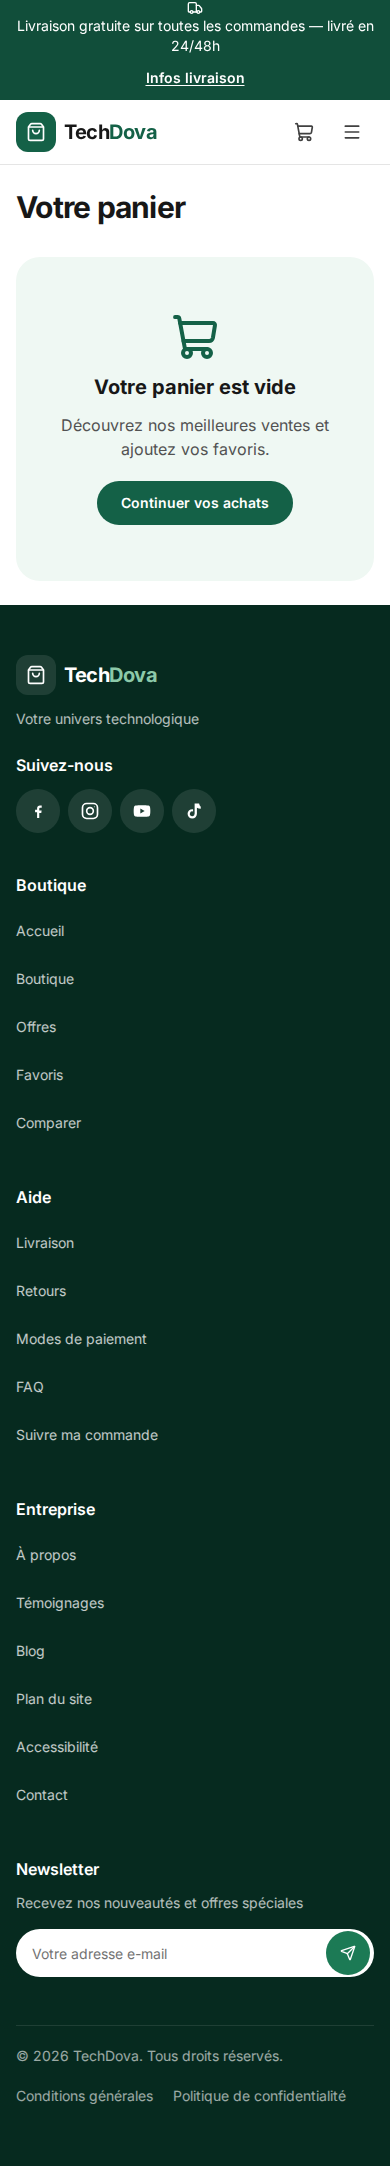 Livraison gratuite sur toutes les commandes — livré en
24/48h
Infos livraison
TechDova
Votre panier
Votre panier est vide
Découvrez nos meilleures ventes et
ajoutez vos favoris.
Continuer vos achats
TechDova
Votre univers technologique
Suivez-nous
Boutique
Accueil
Boutique
Offres
Favoris
Comparer
Aide
Livraison
Retours
Modes de paiement
FAQ
Suivre ma commande
Entreprise
À propos
Témoignages
Blog
Plan du site
Accessibilité
Contact
Newsletter
Recevez nos nouveautés et offres spéciales
Votre adresse e-mail
© 2026 TechDova. Tous droits réservés.
Conditions générales Politique de confidentialité